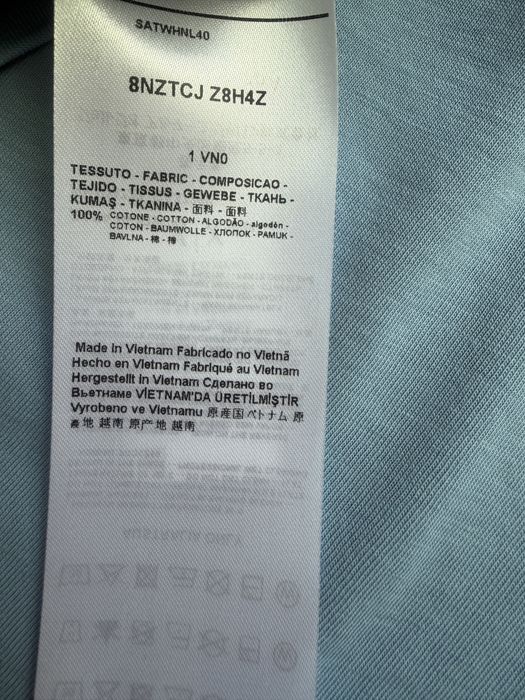 SATWHNL40
8NZTCJ Z8H4Z
1 VN0
TESSUTO - FABRIC - COMPOSICAO -
TEJIDO - TISSUS - GEWEBE - ТКАНЬ -
KUMAŞ - TKANINA - 面料 - 面料
100% COTONE - COTTON - ALGODÃO - algodón -
COTON - BAUMWOLLE - ХЛОПОК - PAMUK -
BAVLNA - 棉 - 棉
Made in Vietnam Fabricado no Vietnã
Hecho en Vietnam Fabriqué au Vietnam
Hergestellt in Vietnam Сделано во
Вьетнаме VİETNAM'DA ÜRETİLMİŞTİR
Vyrobeno ve Vietnamu 原産国 ベトナム 原
產地 越南 原产地 越南
AUSTRALIA ONLY